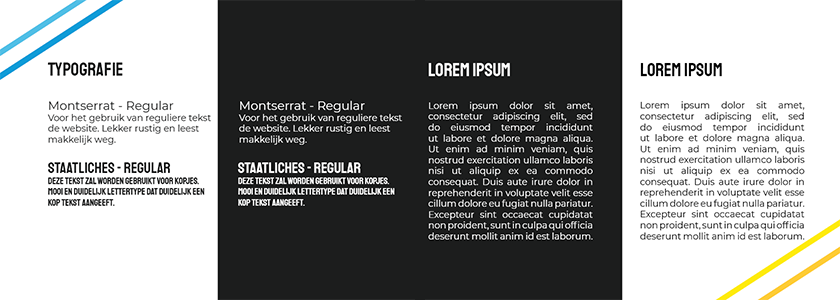 TYPOGRAFIE
Montserrat - Regular
Voor het gebruik van reguliere tekst
de website. Lekker rustig en leest
makkelijk weg.
STAATLICHES - REGULAR
DEZE TEKST ZAL WORDEN GEBRUIKT VOOR KOPJES.
MOOI EN DUIDELIJK LETTERTYPE DAT DUIDELIJK EEN
KOP TEKST AANGEEFT.
Montserrat - Regular
Voor het gebruik van reguliere tekst
de website. Lekker rustig en leest
makkelijk weg.
STAATLICHES - REGULAR
DEZE TEKST ZAL WORDEN GEBRUIKT VOOR KOPJES.
MOOI EN DUIDELIJK LETTERTYPE DAT DUIDELIJK EEN
KOP TEKST AANGEEFT.
LOREM IPSUM
Lorem ipsum dolor sit amet,
consectetur adipiscing elit, sed
do eiusmod tempor incididunt
ut labore et dolore magna aliqua.
Ut enim ad minim veniam, quis
nostrud exercitation ullamco laboris
nisi ut aliquip ex ea commodo
consequat. Duis aute irure dolor in
reprehenderit in voluptate velit esse
cillum dolore eu fugiat nulla pariatur.
Excepteur sint occaecat cupidatat
non proident, sunt in culpa qui officia
deserunt mollit anim id est laborum.
LOREM IPSUM
Lorem ipsum dolor sit amet,
consectetur adipiscing elit, sed
do eiusmod tempor incididunt
ut labore et dolore magna aliqua.
Ut enim ad minim veniam, quis
nostrud exercitation ullamco laboris
nisi ut aliquip ex ea commodo
consequat. Duis aute irure dolor in
reprehenderit in voluptate velit esse
cillum dolore eu fugiat nulla pariatur.
Excepteur sint occaecat cupidatat
non proident, sunt in culpa qui officia
deserunt mollit anim id est laborum.